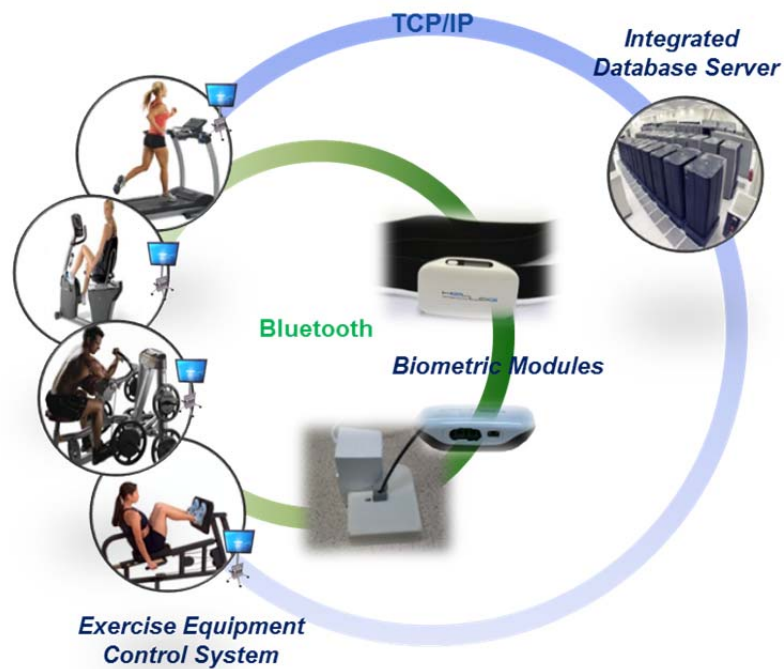 TCP/IP
Integrated
Database Server
Bluetooth
Biometric Modules
Exercise Equipment
Control System